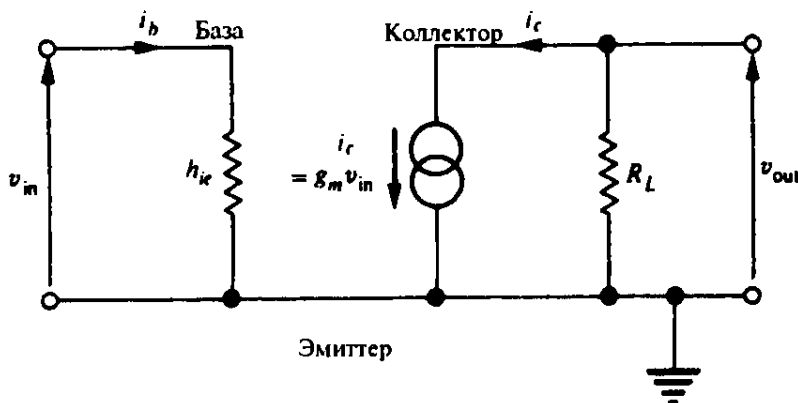 i_b
База
Коллектор
i_c
v_in
h_ie
i_c
= g_m v_in
R_L
v_out
Эмиттер